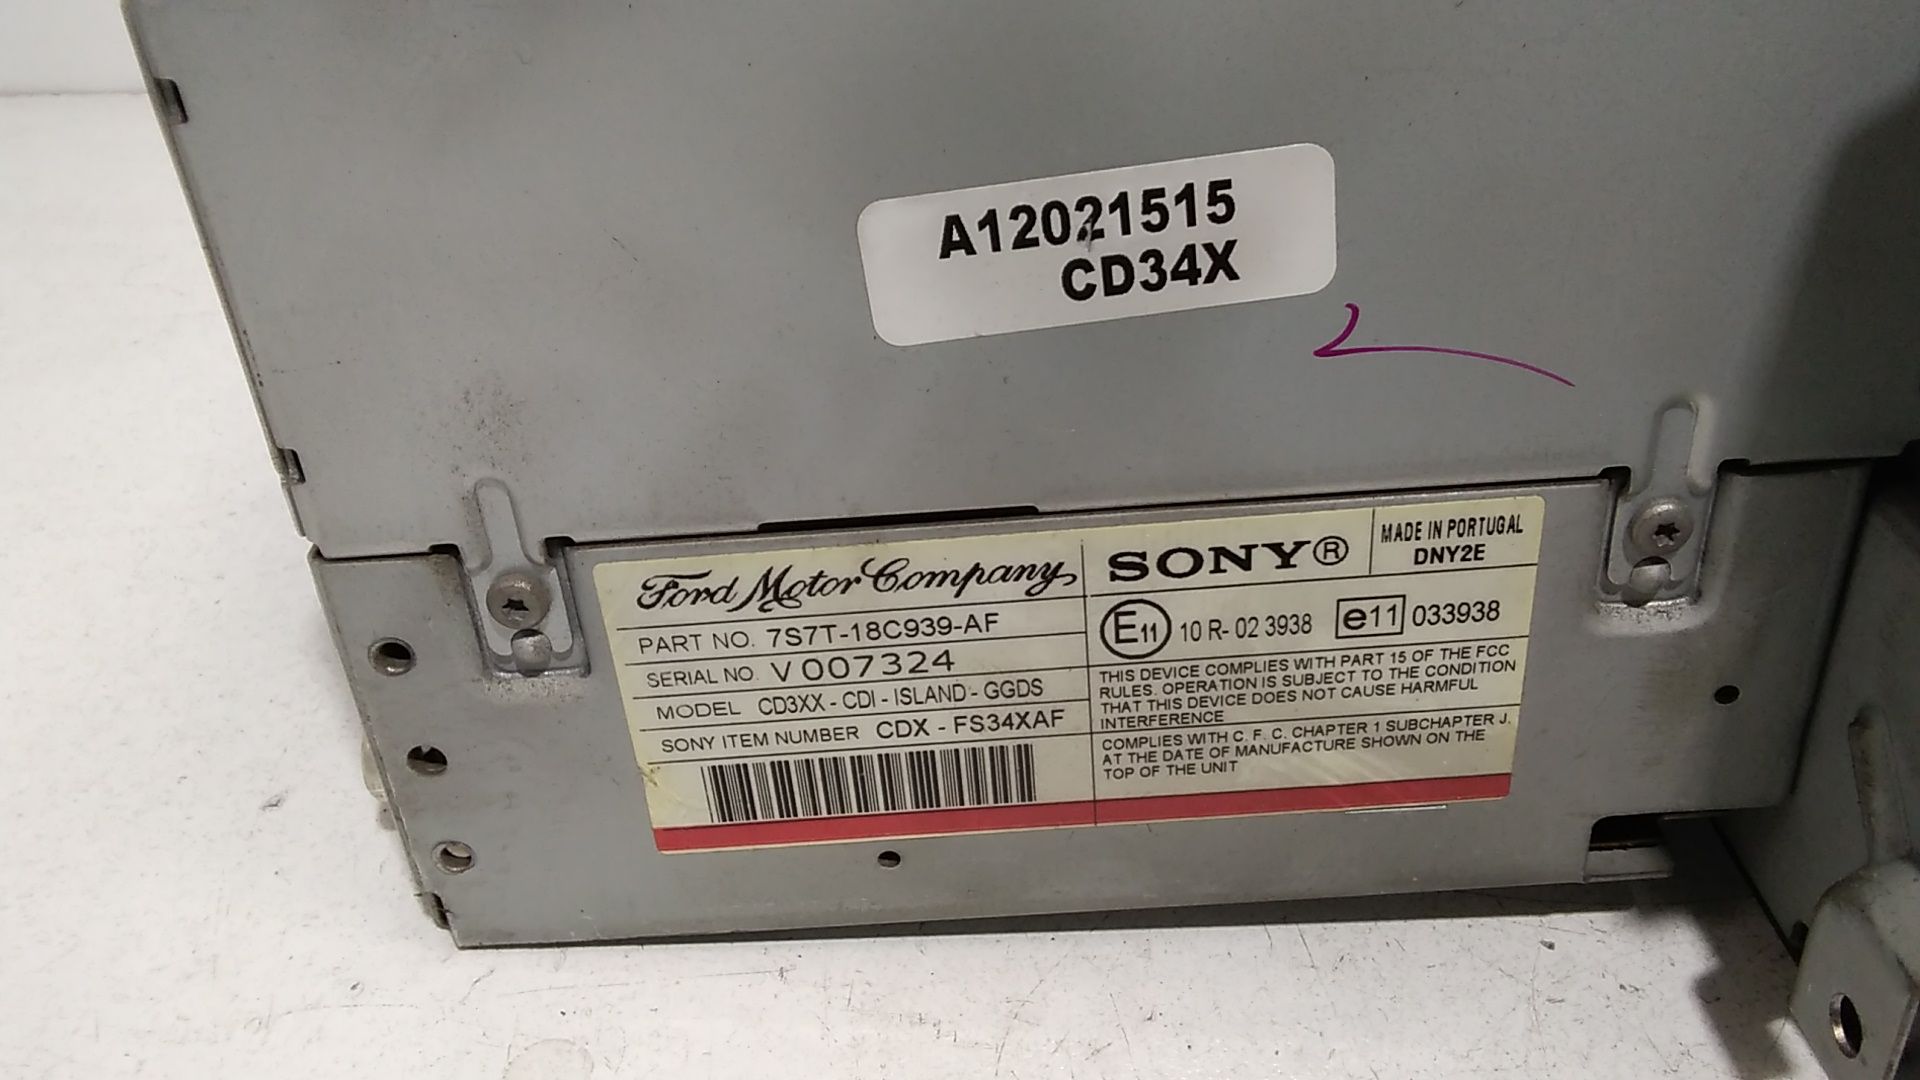 A12021515
CD34X
Ford Motor Company,
PART NO. 7S7T-18C939-AF
SERIAL NO. V007324
MODEL CD3XX - CDI - ISLAND - GGDS
SONY ITEM NUMBER CDX - FS34XAF
SONY®
MADE IN PORTUGAL
DNY2E
E11 10 R- 02 3938 e11 033938
THIS DEVICE COMPLIES WITH PART 15 OF THE FCC
RULES. OPERATION IS SUBJECT TO THE CONDITION
THAT THIS DEVICE DOES NOT CAUSE HARMFUL
INTERFERENCE
COMPLIES WITH C. F. C. CHAPTER 1 SUBCHAPTER J.
AT THE DATE OF MANUFACTURE SHOWN ON THE
TOP OF THE UNIT